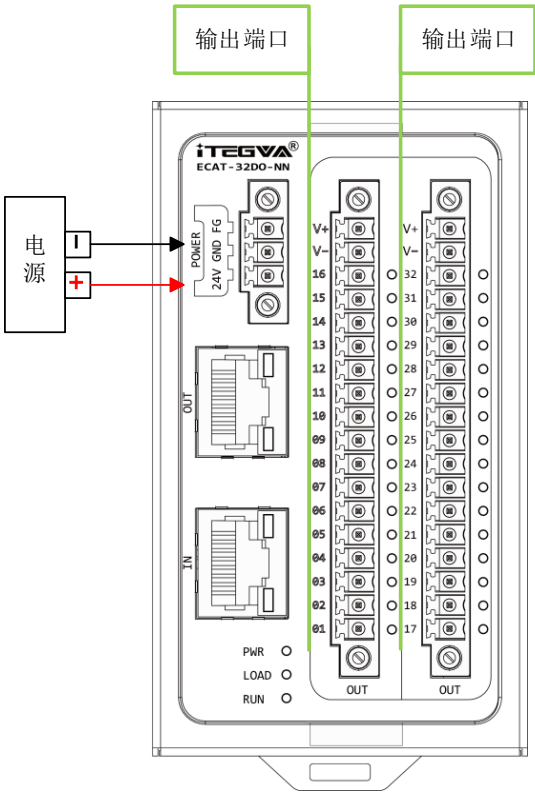 输出端口
输出端口
iTEGVA®
ECAT-32DO-NN
电源
－
+
POWER
24V GND FG
V+
V-
16
15
14
13
12
11
10
09
08
07
06
05
04
03
02
01
OUT
V+
V-
32
31
30
29
28
27
26
25
24
23
22
21
20
19
18
17
OUT
OUT
IN
PWR
LOAD
RUN